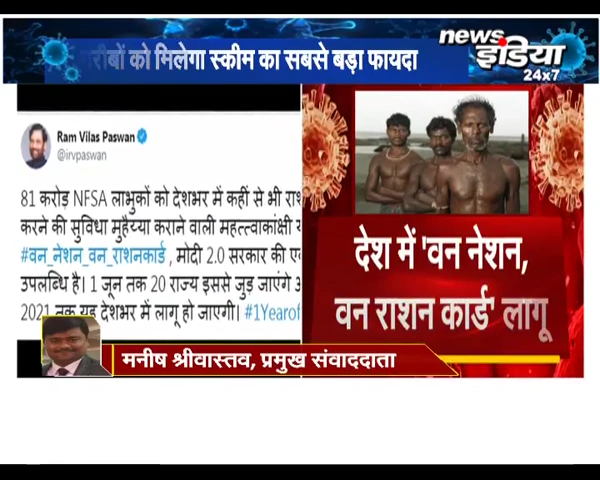 को मिलेगा स्कीम का सबसे बड़ा फायदा
news
इंडिया
24x7
Ram Vilas Paswan
@irvpaswan
81 करोड़ NFSA लाभुकों को देशभर में कहीं से भी
करने की सुविधा मुहैय्या कराने वाली महत्त्वाकांक्षी
#वन_नेशन_वन_राशनकार्ड , मोदी 2.0 सरकार की
उपलब्धि है। 1 जून तक 20 राज्य इससे जुड़ जाएंगे
2021 तक यह देशभर में लागू हो जाएगी। #1Yearof
देश में 'वन नेशन,
वन राशन कार्ड' लागू
मनीष श्रीवास्तव, प्रमुख संवाददाता